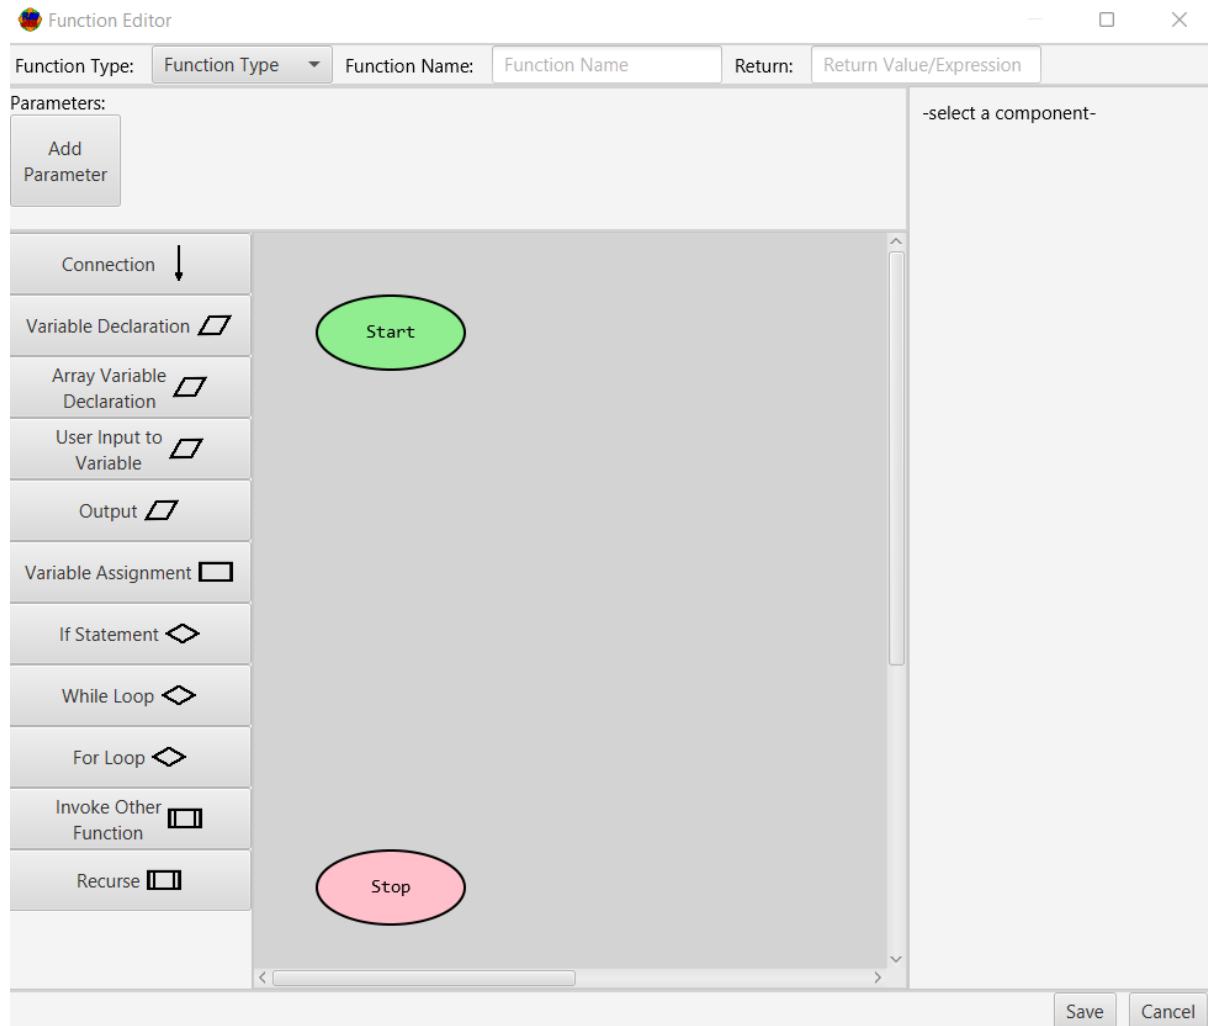 Function Editor
Function Type: Function Type Function Name: Function Name Return: Return Value/Expression
Parameters:
Add
Parameter
-select a component-
Connection
Variable Declaration
Array Variable
Declaration
User Input to
Variable
Output
Variable Assignment
If Statement
While Loop
For Loop
Invoke Other
Function
Recurse
Start
Stop
Save Cancel